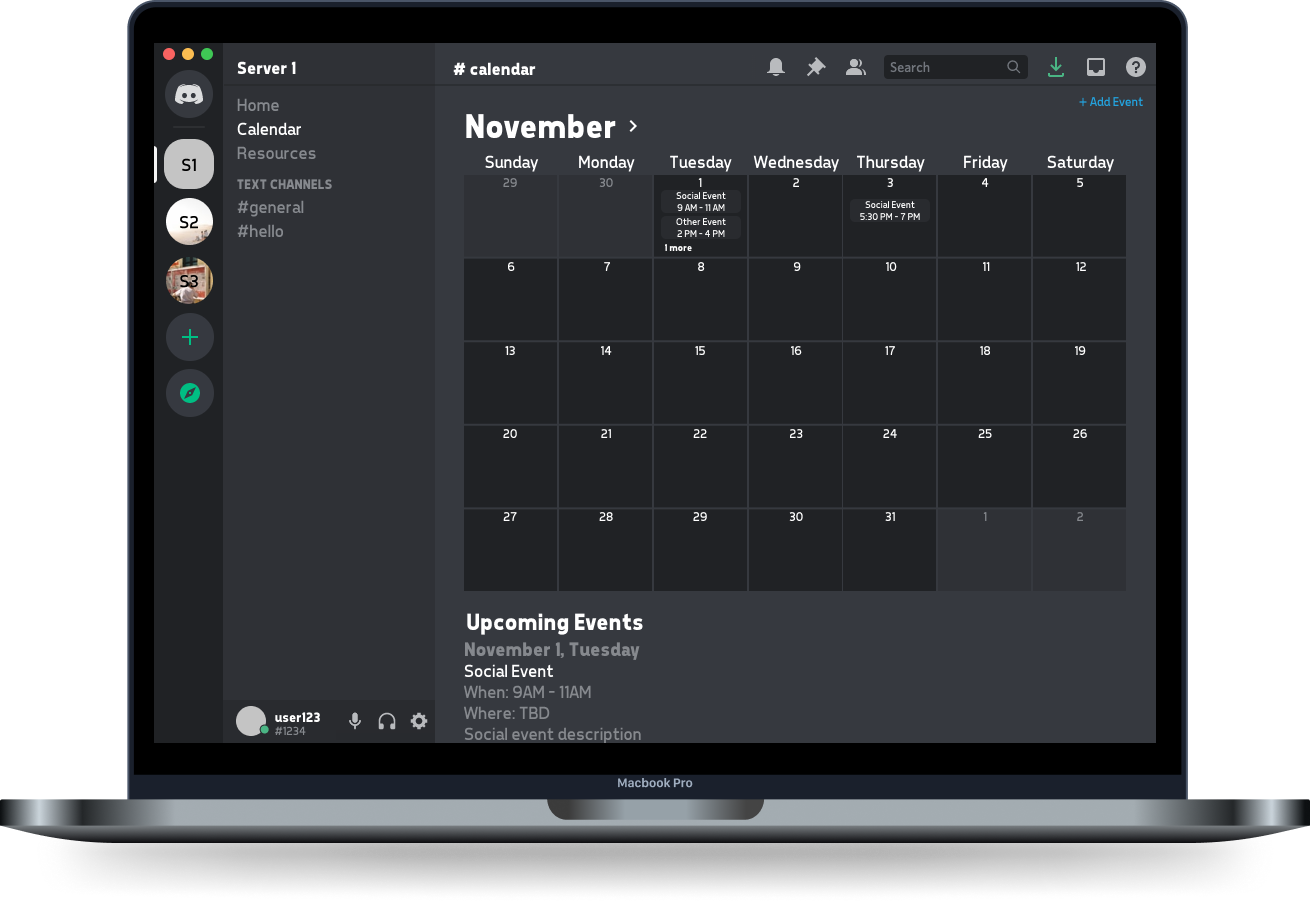 Server 1
# calendar
Search
+ Add Event
S1
S2
S3
Home
Calendar
Resources
TEXT CHANNELS
#general
#hello
November
Sunday Monday Tuesday Wednesday Thursday Friday Saturday
29 30 1 2 3 4 5
Social Event
9 AM - 11 AM
Other Event
2 PM - 4 PM
1 more
Social Event
5:30 PM - 7 PM
6 7 8 9 10 11 12
13 14 15 16 17 18 19
20 21 22 23 24 25 26
27 28 29 30 31 1 2
Upcoming Events
November 1, Tuesday
Social Event
When: 9AM - 11AM
Where: TBD
Social event description
user123
#1234
Macbook Pro